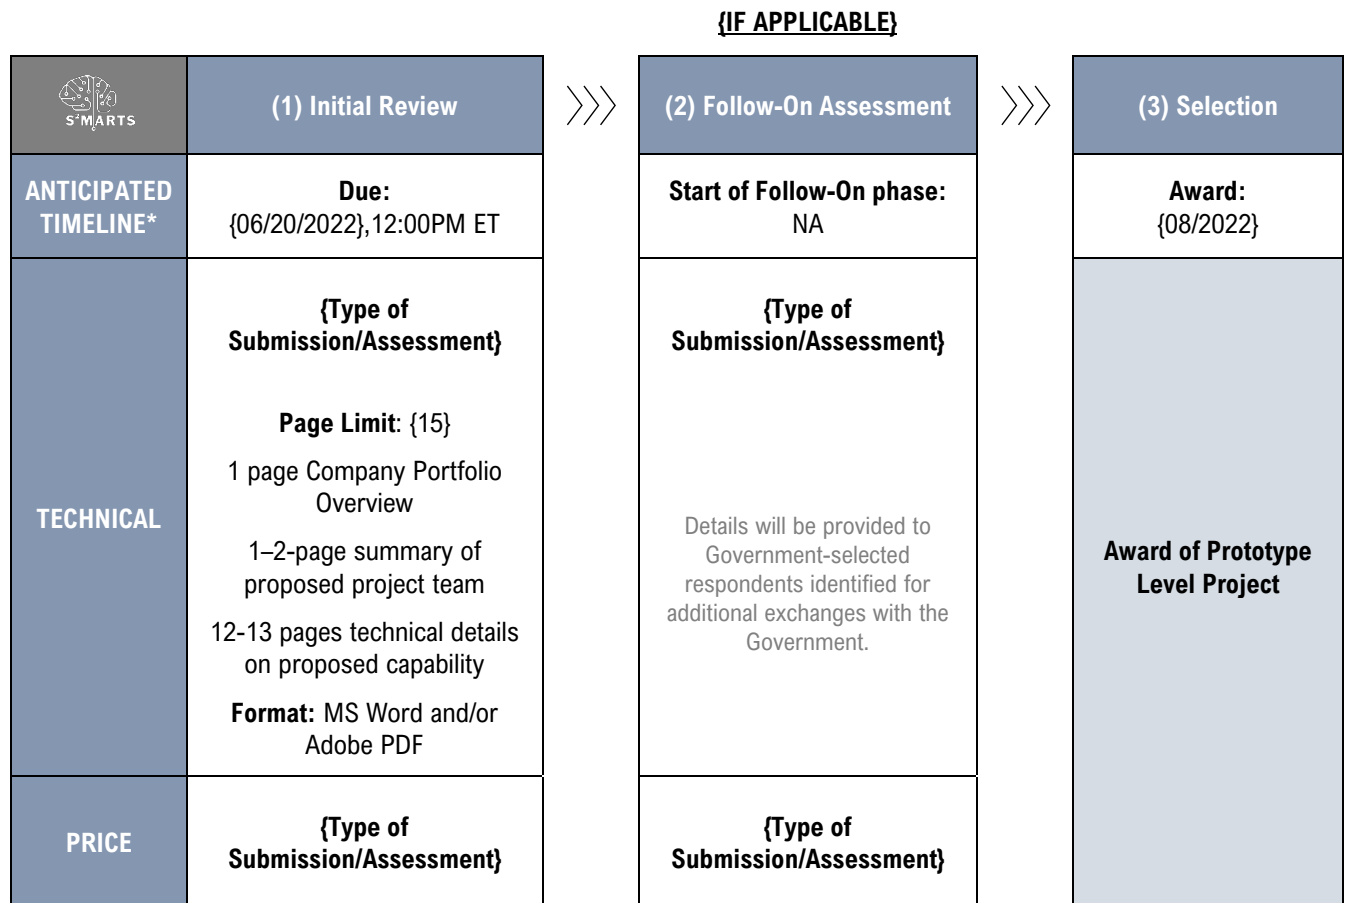 {IF APPLICABLE}
S²MARTS
(1) Initial Review
(2) Follow-On Assessment
(3) Selection
ANTICIPATED
TIMELINE*
Due:
{06/20/2022},12:00PM ET
Start of Follow-On phase:
NA
Award:
{08/2022}
TECHNICAL
{Type of
Submission/Assessment}
Page Limit: {15}
1 page Company Portfolio
Overview
1–2-page summary of
proposed project team
12-13 pages technical details
on proposed capability
Format: MS Word and/or
Adobe PDF
{Type of
Submission/Assessment}
Details will be provided to
Government-selected
respondents identified for
additional exchanges with the
Government.
Award of Prototype
Level Project
PRICE
{Type of
Submission/Assessment}
{Type of
Submission/Assessment}